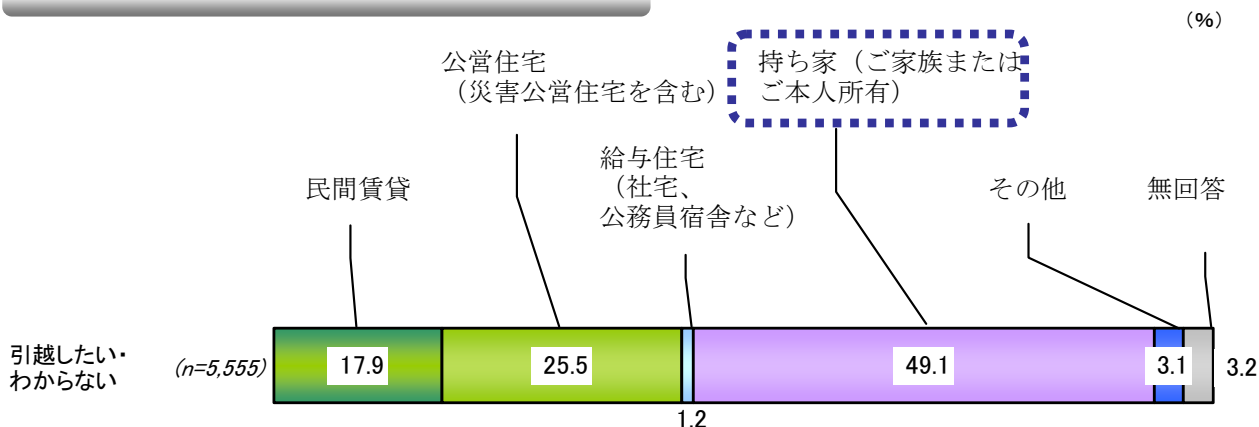 （%）
公営住宅
（災害公営住宅を含む）
持ち家（ご家族または
ご本人所有）
給与住宅
（社宅、
公務員宿舎など）
民間賃貸
その他
無回答
引越したい・
わからない
(n=5,555)
17.9
25.5
1.2
49.1
3.1
3.2